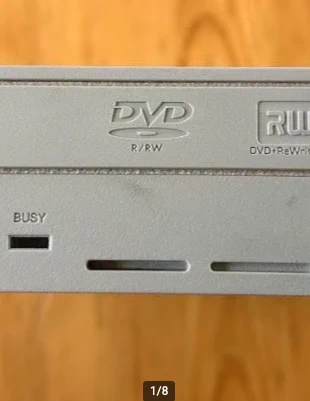 DVD
R/RW
RW
DVD+ReWrit
BUSY
1/8